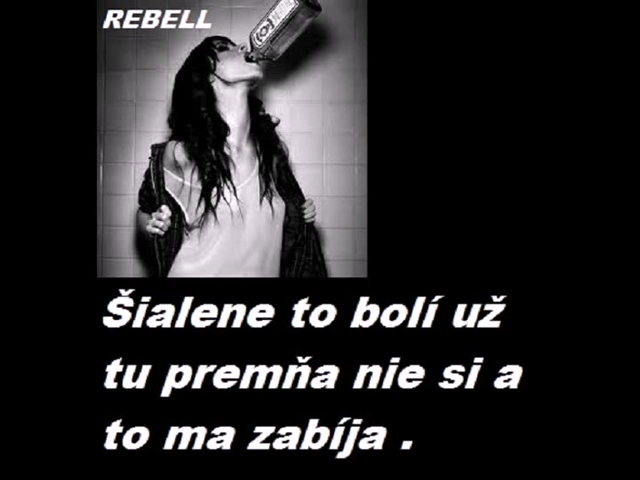 REBELL
Šialene to bolí už
tu premňa nie si a
to ma zabíja .